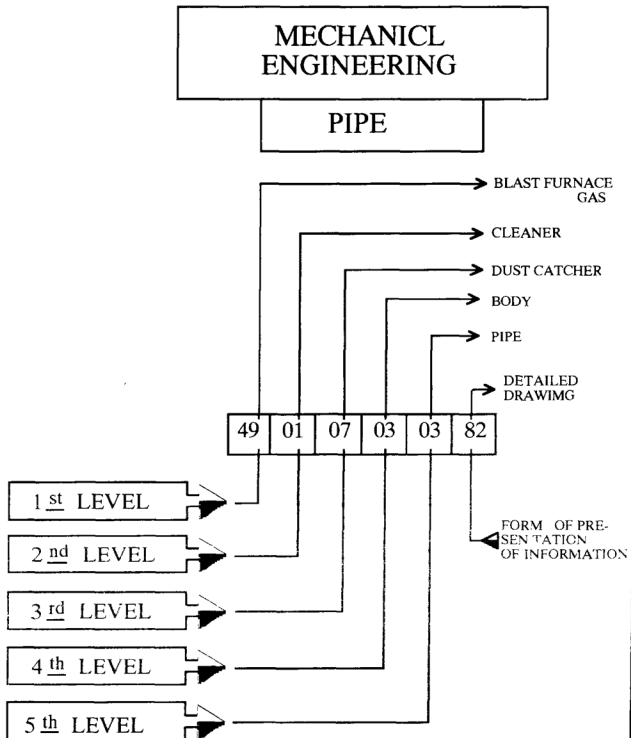 MECHANICL
ENGINEERING
PIPE
BLAST FURNACE
GAS
CLEANER
DUST CATCHER
BODY
PIPE
DETAILED
DRAWIMG
49 01 07 03 03 82
1 st LEVEL
2 nd LEVEL
3 rd LEVEL
4 th LEVEL
5 th LEVEL
FORM OF PRE-
SENTATION
OF INFORMATION